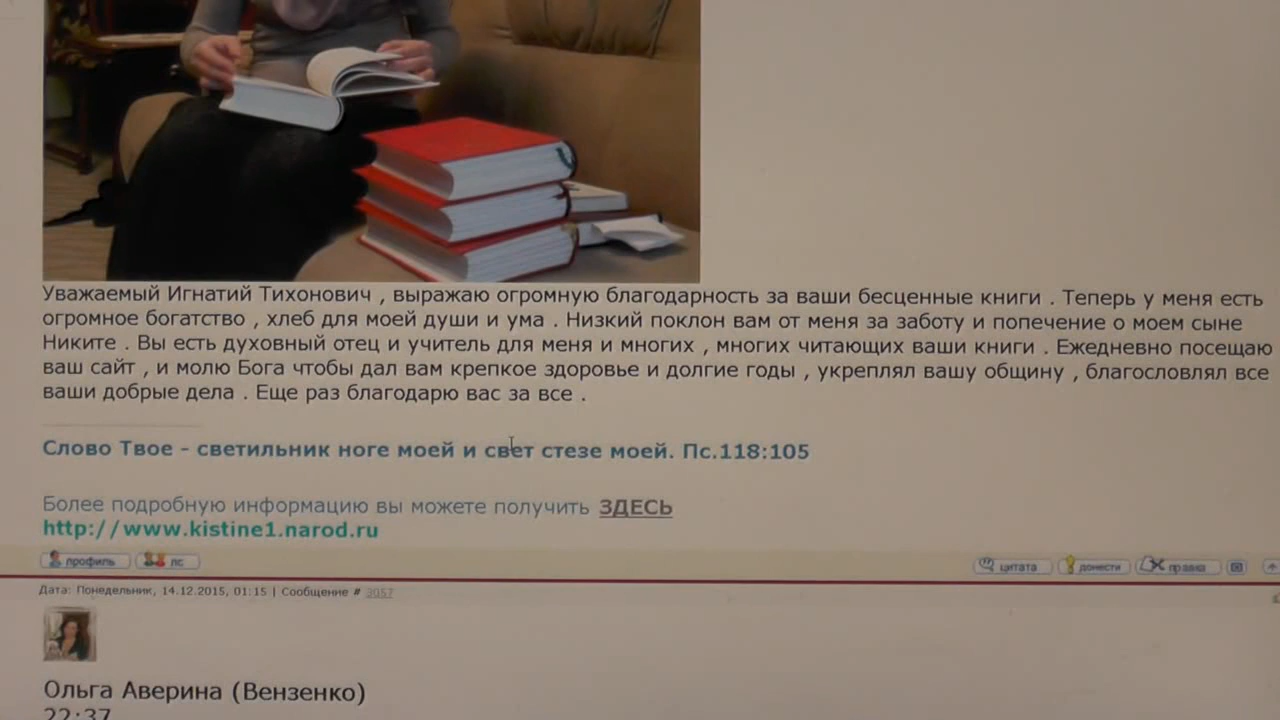 Уважаемый Игнатий Тихонович , выражаю огромную благодарность за ваши бесценные книги . Теперь у меня есть
огромное богатство , хлеб для моей души и ума . Низкий поклон вам от меня за заботу и попечение о моем сыне
Никите . Вы есть духовный отец и учитель для меня и многих , многих читающих ваши книги . Ежедневно посещаю
ваш сайт , и молю Бога чтобы дал вам крепкое здоровье и долгие годы , укреплял вашу общину , благословлял все
ваши добрые дела . Еще раз благодарю вас за все .
Слово Твое - светильник ноге моей и свет стезе моей. Пс.118:105
Более подробную информацию вы можете получить ЗДЕСЬ
http://www.kistine1.narod.ru
профиль лс цитата донести правка
Дата: Понедельник, 14.12.2015, 01:15 | Сообщение # 3057
Ольга Аверина (Вензенко)
22:37